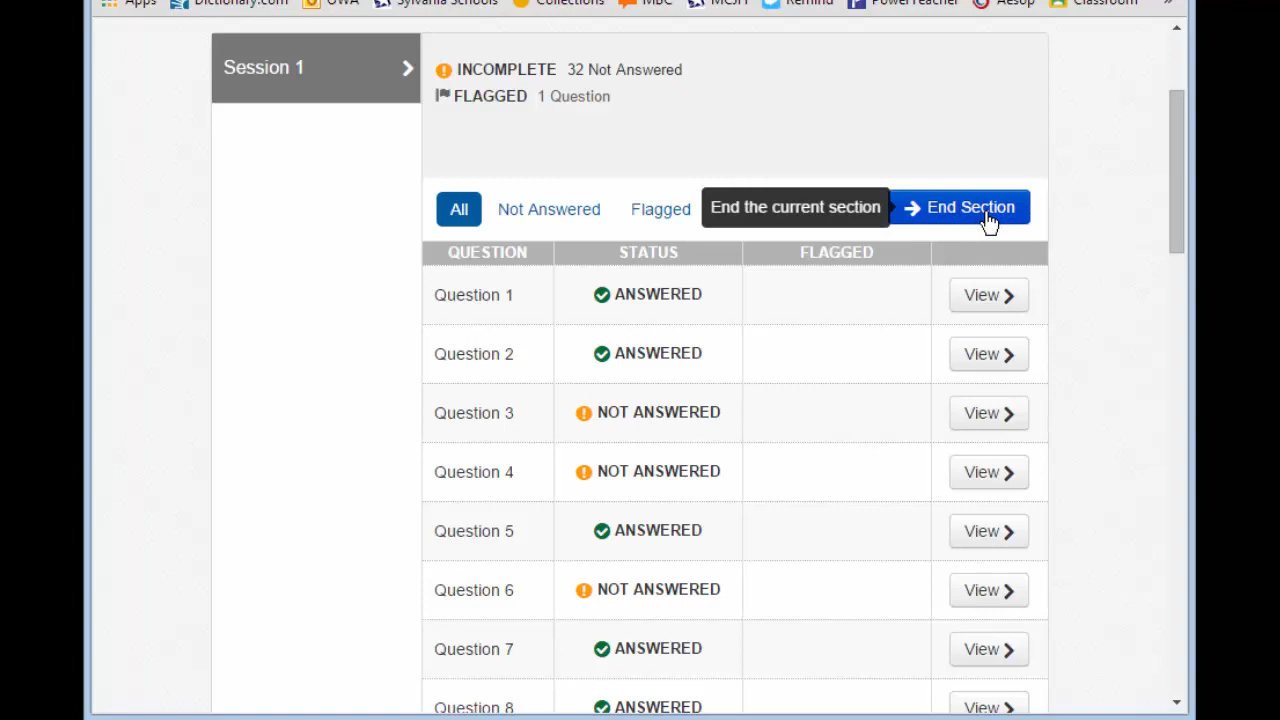 Apps Dictionary.com OWA Sylvania Schools Collections MBC MCJH Remind PowerTeacher Aesop Classroom »
Session 1
INCOMPLETE 32 Not Answered
FLAGGED 1 Question
All Not Answered Flagged End the current section End Section
QUESTION STATUS FLAGGED
Question 1 ANSWERED View
Question 2 ANSWERED View
Question 3 NOT ANSWERED View
Question 4 NOT ANSWERED View
Question 5 ANSWERED View
Question 6 NOT ANSWERED View
Question 7 ANSWERED View
Question 8 ANSWERED View